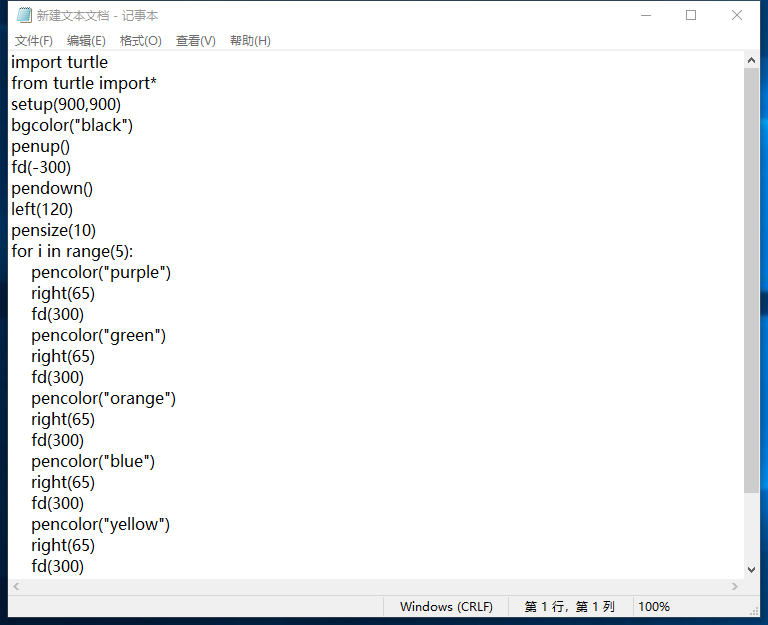 新建文本文档 - 记事本
文件(F) 编辑(E) 格式(O) 查看(V) 帮助(H)
import turtle
from turtle import*
setup(900,900)
bgcolor("black")
penup()
fd(-300)
pendown()
left(120)
pensize(10)
for i in range(5):
    pencolor("purple")
    right(65)
    fd(300)
    pencolor("green")
    right(65)
    fd(300)
    pencolor("orange")
    right(65)
    fd(300)
    pencolor("blue")
    right(65)
    fd(300)
    pencolor("yellow")
    right(65)
    fd(300)
Windows (CRLF) 第 1 行，第 1 列 100%